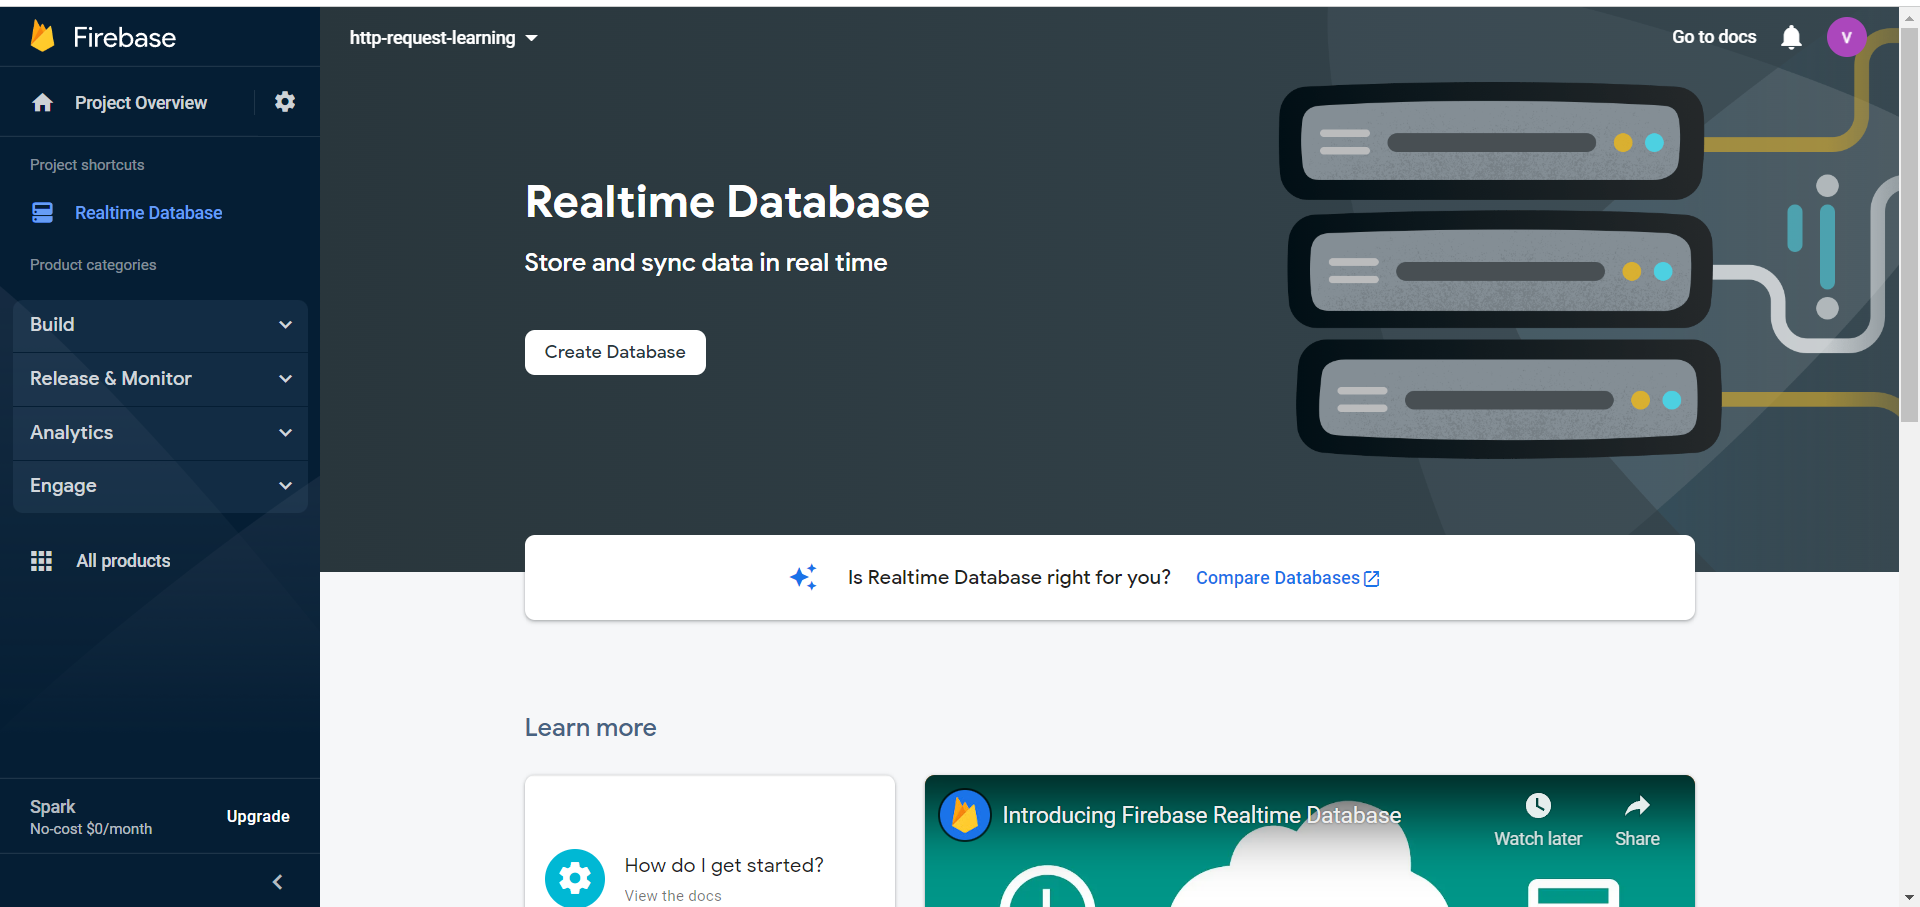 Firebase
http-request-learning
Go to docs
V
Project Overview
Project shortcuts
Realtime Database
Product categories
Build
Release & Monitor
Analytics
Engage
All products
Spark
No-cost $0/month
Upgrade
Realtime Database
Store and sync data in real time
Create Database
Is Realtime Database right for you?
Compare Databases
Learn more
How do I get started?
View the docs
Introducing Firebase Realtime Database
Watch later
Share